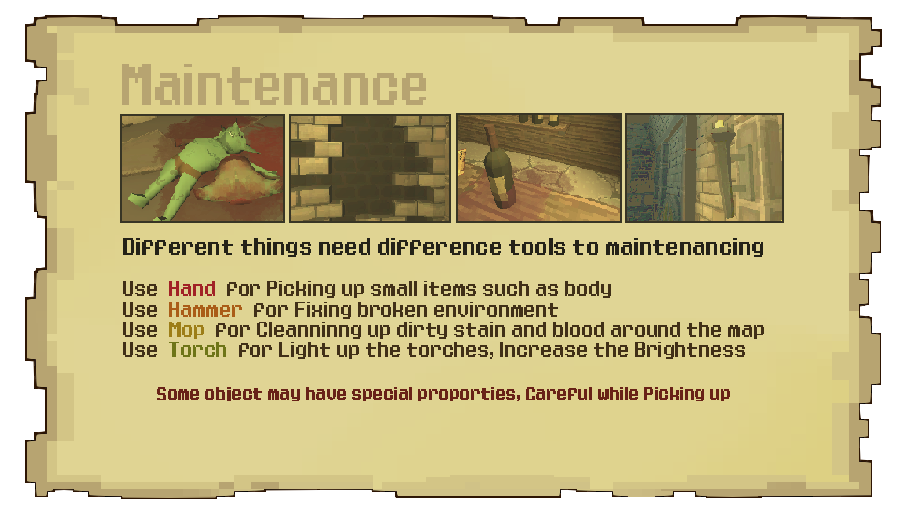 Maintenance
Different things need difference tools to maintenancing
Use Hand for Picking up small items such as body
Use Hammer for Fixing broken environment
Use Mop for Cleanninng up dirty stain and blood around the map
Use Torch for Light up the torches, Increase the Brightness
Some object may have special proporties, Careful while Picking up